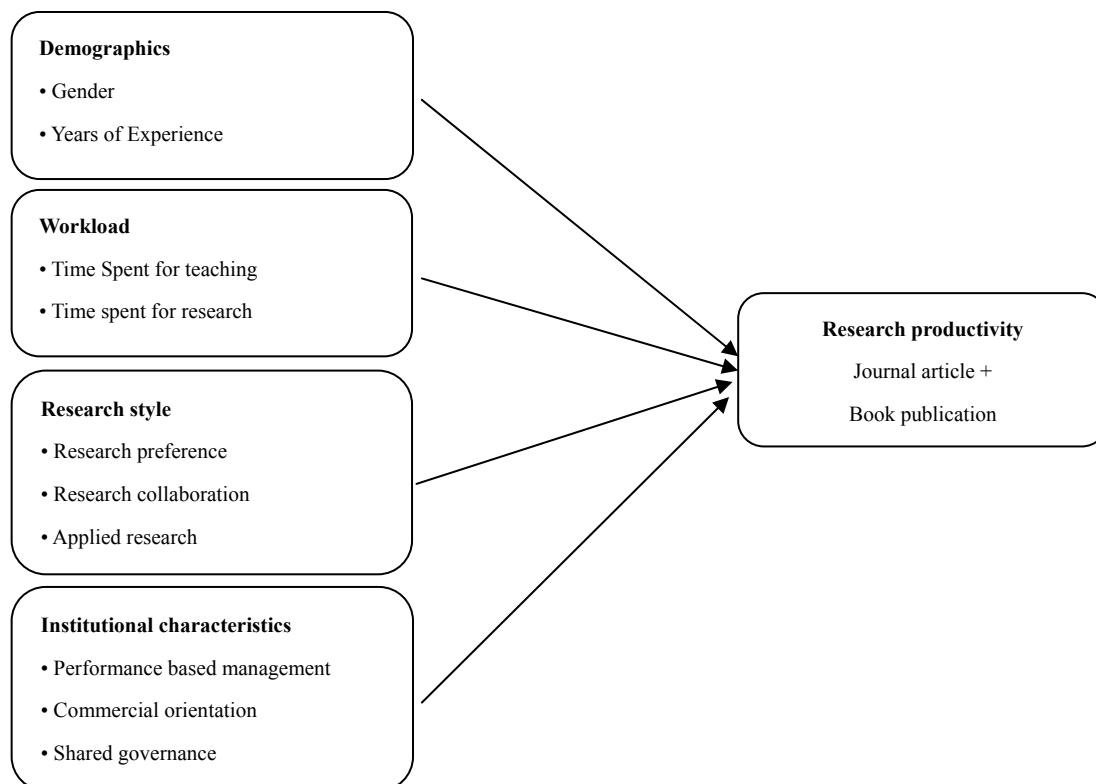 Demographics
• Gender
• Years of Experience
Workload
• Time Spent for teaching
• Time spent for research
Research style
• Research preference
• Research collaboration
• Applied research
Institutional characteristics
• Performance based management
• Commercial orientation
• Shared governance
Research productivity
Journal article +
Book publication